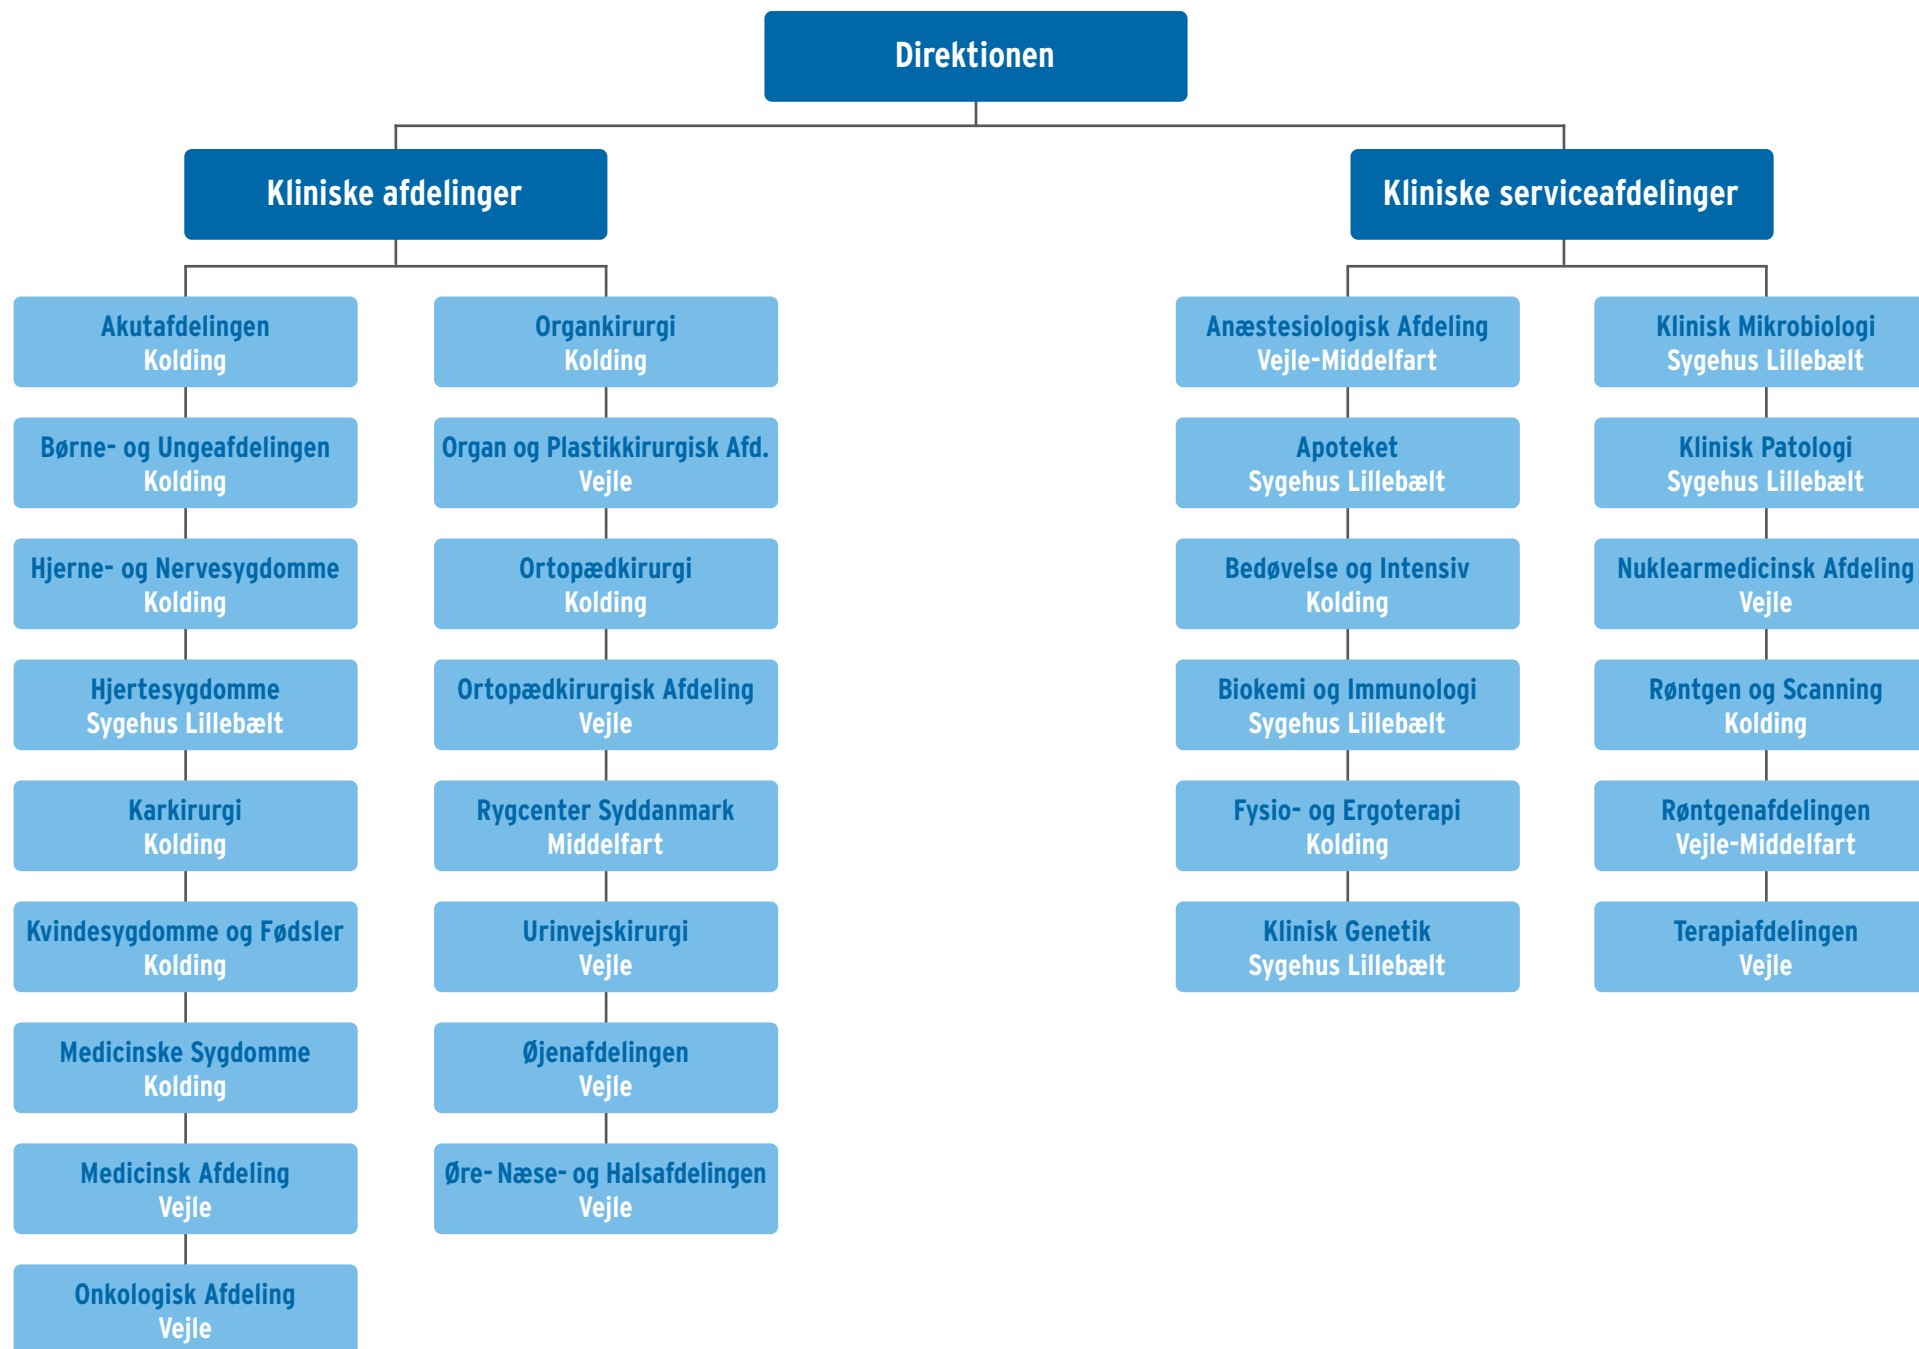 Direktionen
Kliniske afdelinger
Akutafdelingen
Kolding
Børne- og Ungeafdelingen
Kolding
Hjerne- og Nervesygdomme
Kolding
Hjertesygdomme
Sygehus Lillebælt
Karkirurgi
Kolding
Kvindesygdomme og Fødsler
Kolding
Medicinske Sygdomme
Kolding
Medicinsk Afdeling
Vejle
Onkologisk Afdeling
Vejle
Organkirurgi
Kolding
Organ og Plastikkirurgisk Afd.
Vejle
Ortopædkirurgi
Kolding
Ortopædkirurgisk Afdeling
Vejle
Rygcenter Syddanmark
Middelfart
Urinvejskirurgi
Vejle
Øjenafdelingen
Vejle
Øre- Næse- og Halsafdelingen
Vejle
Kliniske serviceafdelinger
Anæstesiologisk Afdeling
Vejle-Middelfart
Apoteket
Sygehus Lillebælt
Bedøvelse og Intensiv
Kolding
Biokemi og Immunologi
Sygehus Lillebælt
Fysio- og Ergoterapi
Kolding
Klinisk Genetik
Sygehus Lillebælt
Klinisk Mikrobiologi
Sygehus Lillebælt
Klinisk Patologi
Sygehus Lillebælt
Nuklearmedicinsk Afdeling
Vejle
Røntgen og Scanning
Kolding
Røntgenafdelingen
Vejle-Middelfart
Terapiafdelingen
Vejle